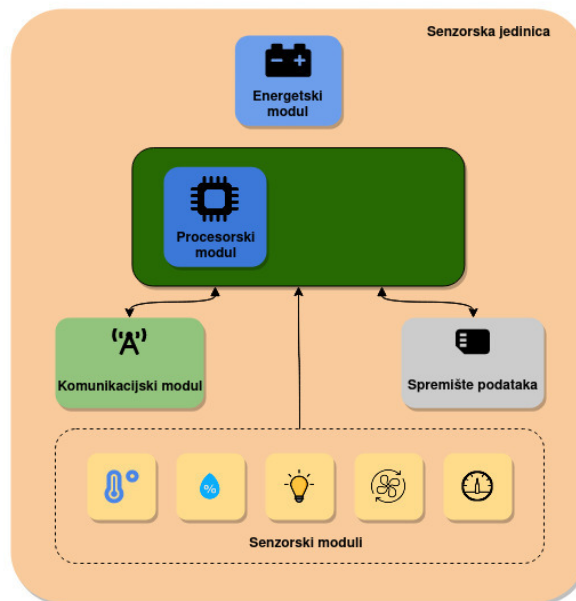 Senzorska jedinica
Energetski
modul
Procesorski
modul
Komunikacijski modul
Spremište podataka
%
Senzorski moduli